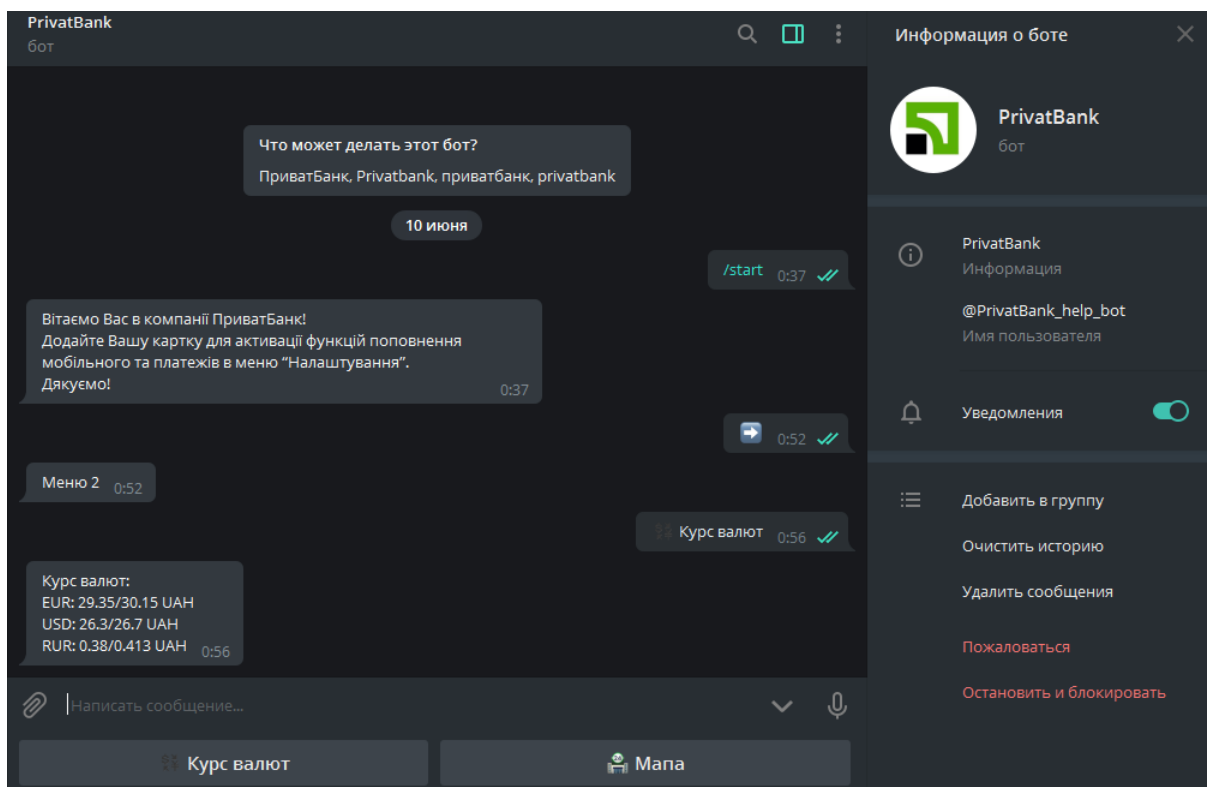 PrivatBank
бот
Что может делать этот бот?
ПриватБанк, Privatbank, приватбанк, privatbank
10 июня
/start 0:37
Вітаємо Вас в компанії ПриватБанк!
Додайте Вашу картку для активації функцій поповнення
мобільного та платежів в меню “Налаштування”.
Дякуємо!
0:37
0:52
Меню 2 0:52
Курс валют 0:56
Курс валют:
EUR: 29.35/30.15 UAH
USD: 26.3/26.7 UAH
RUR: 0.38/0.413 UAH 0:56
Написать сообщение...
Курс валют
Мапа
Информация о боте
PrivatBank
бот
PrivatBank
Информация
@PrivatBank_help_bot
Имя пользователя
Уведомления
Добавить в группу
Очистить историю
Удалить сообщения
Пожаловаться
Остановить и блокировать